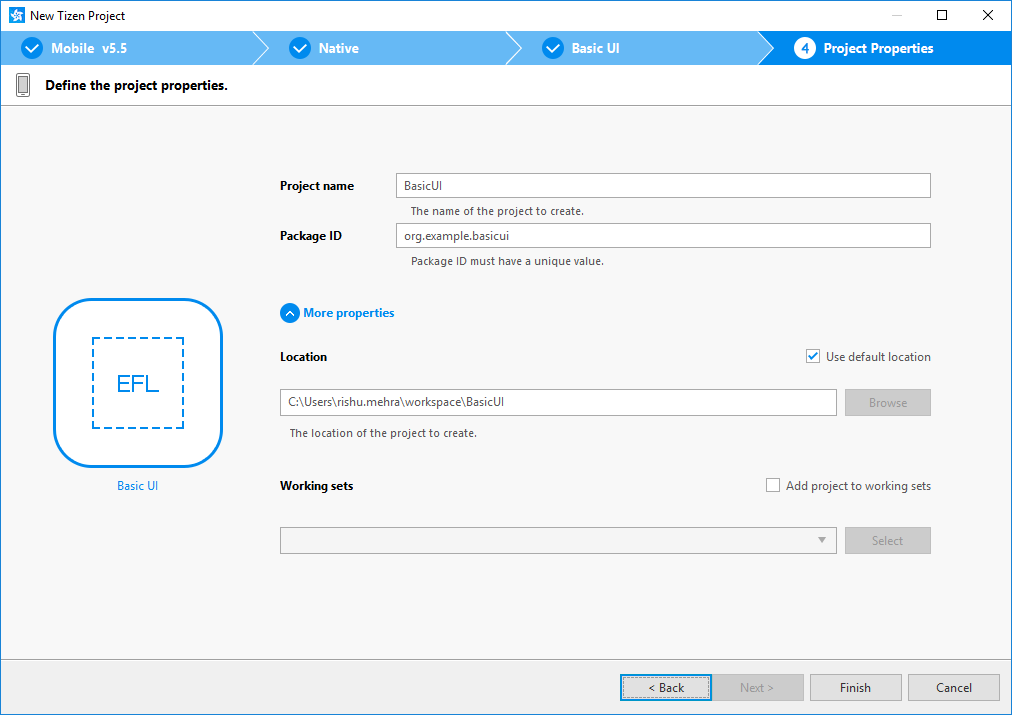 New Tizen Project
Mobile v5.5
Native
Basic UI
4 Project Properties
Define the project properties.
Project name
BasicUI
The name of the project to create.
Package ID
org.example.basicui
Package ID must have a unique value.
More properties
Location
Use default location
C:\Users\rishu.mehra\workspace\BasicUI
Browse
The location of the project to create.
EFL
Basic UI
Working sets
Add project to working sets
Select
< Back
Next >
Finish
Cancel